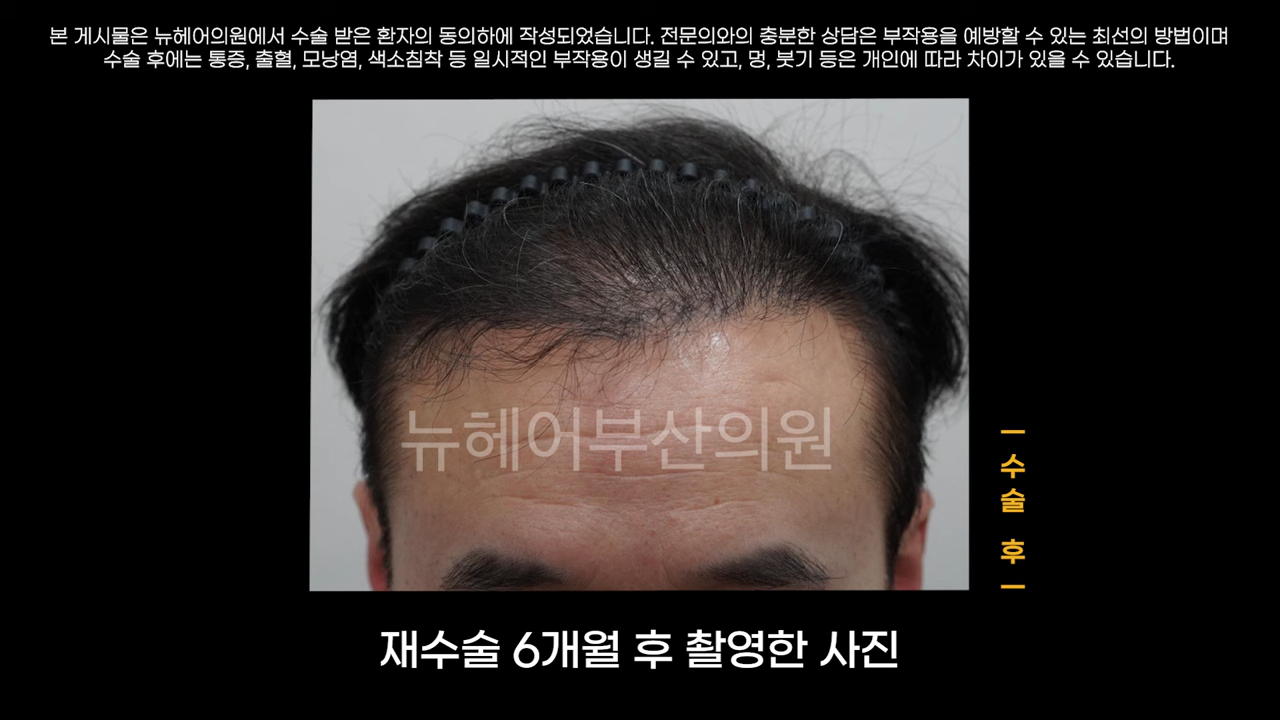 본 게시물은 뉴헤어의원에서 수술 받은 환자의 동의하에 작성되었습니다. 전문의와의 충분한 상담은 부작용을 예방할 수 있는 최선의 방법이며
수술 후에는 통증, 출혈, 모낭염, 색소침착 등 일시적인 부작용이 생길 수 있고, 멍, 붓기 등은 개인에 따라 차이가 있을 수 있습니다.
뉴헤어부산의원
수술 후
재수술 6개월 후 촬영한 사진